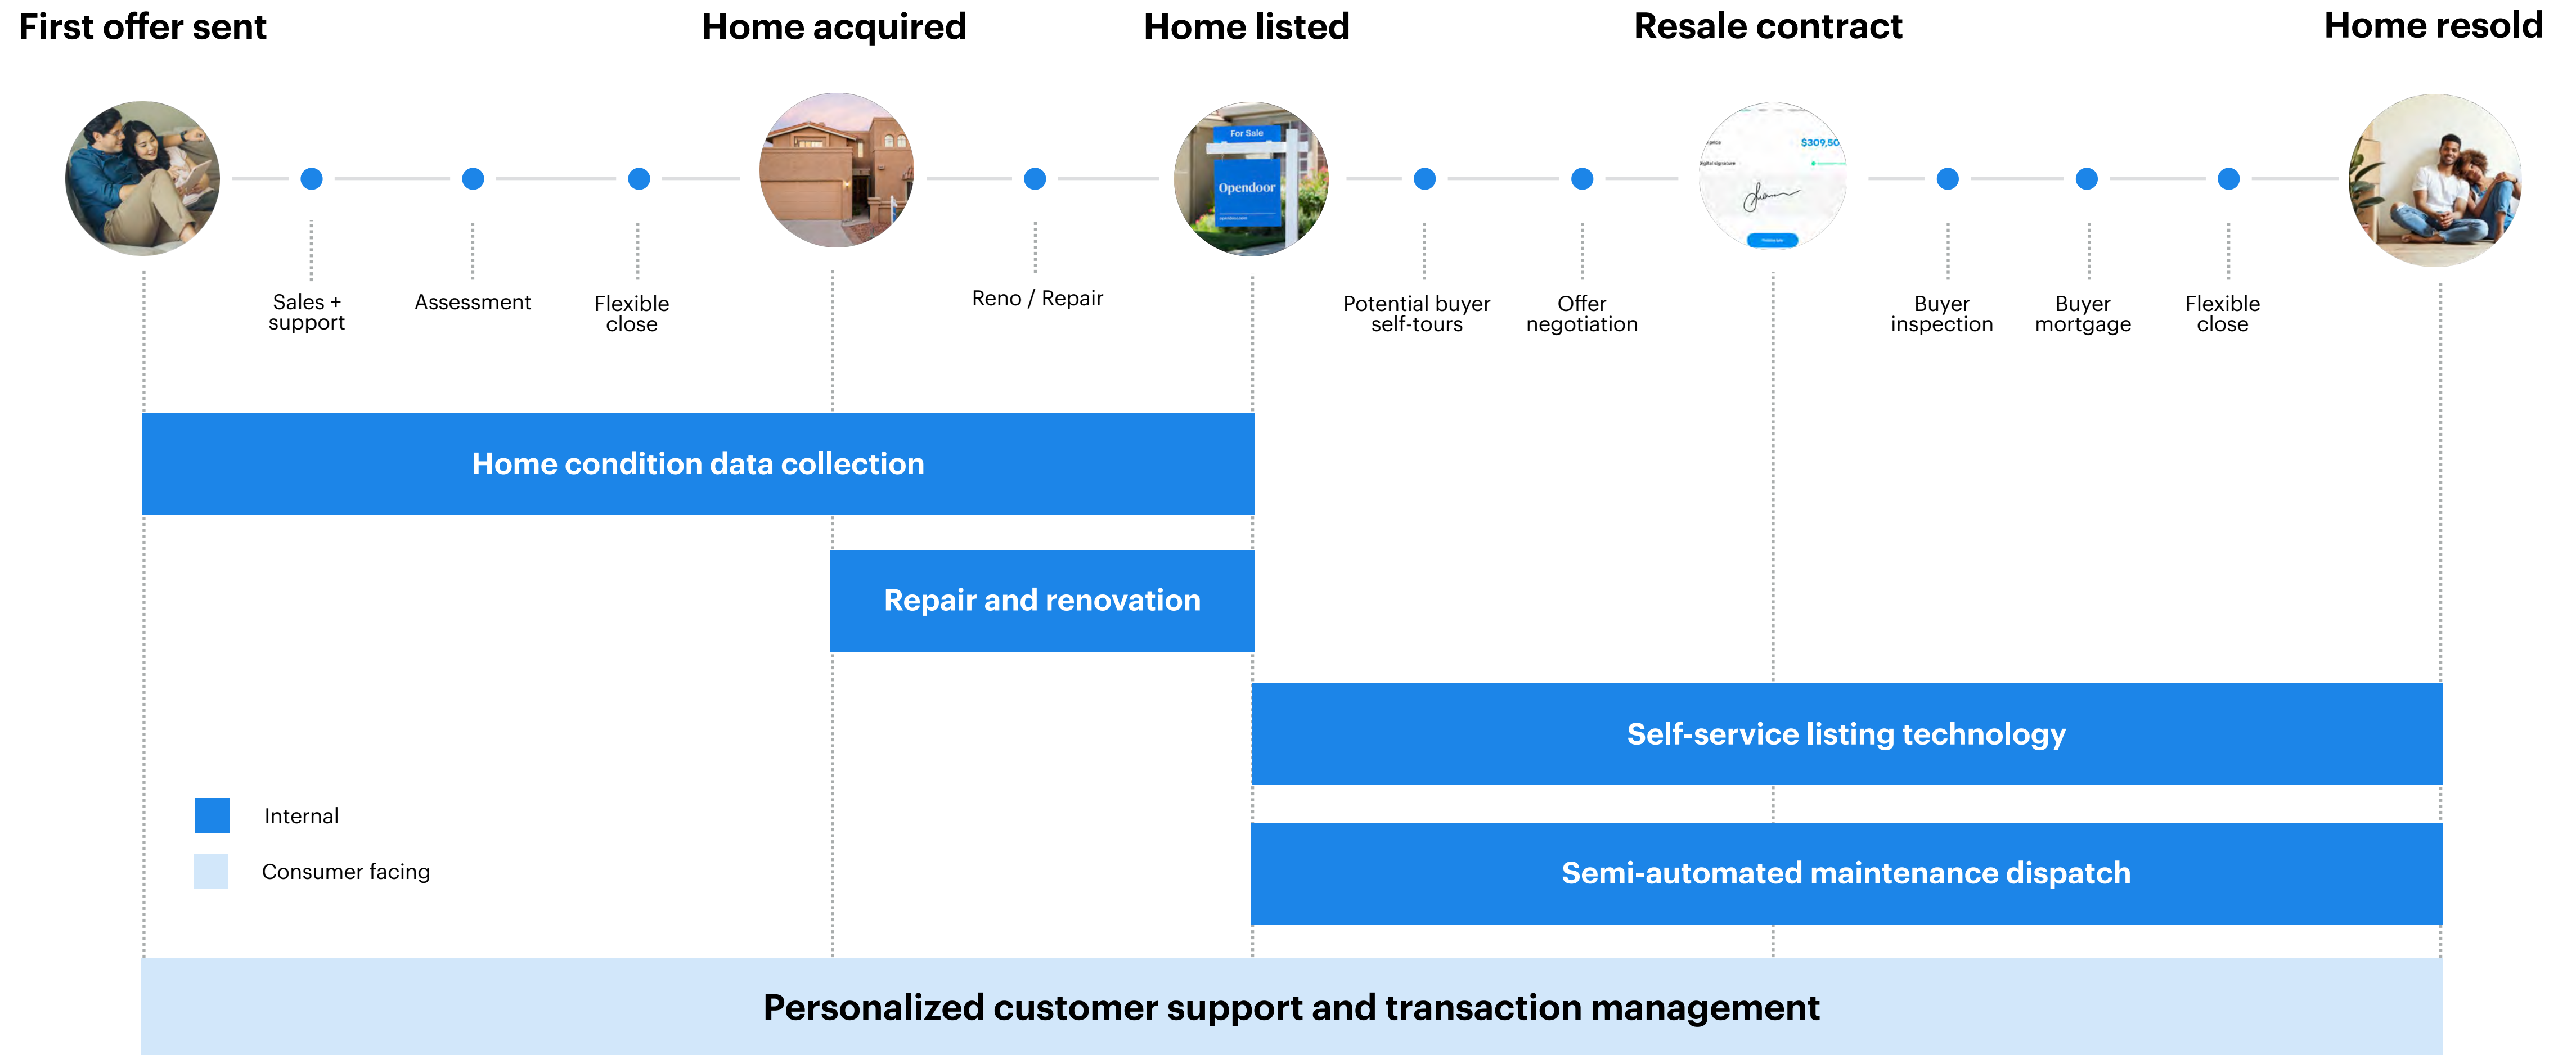 First offer sent
Home acquired
Home listed
Resale contract
Home resold
For Sale
Opendoor
price
$309,50
digital signature
Sales +
support
Assessment
Flexible
close
Reno / Repair
Potential buyer
self-tours
Offer
negotiation
Buyer
inspection
Buyer
mortgage
Flexible
close
Home condition data collection
Repair and renovation
Self-service listing technology
Semi-automated maintenance dispatch
Internal
Consumer facing
Personalized customer support and transaction management